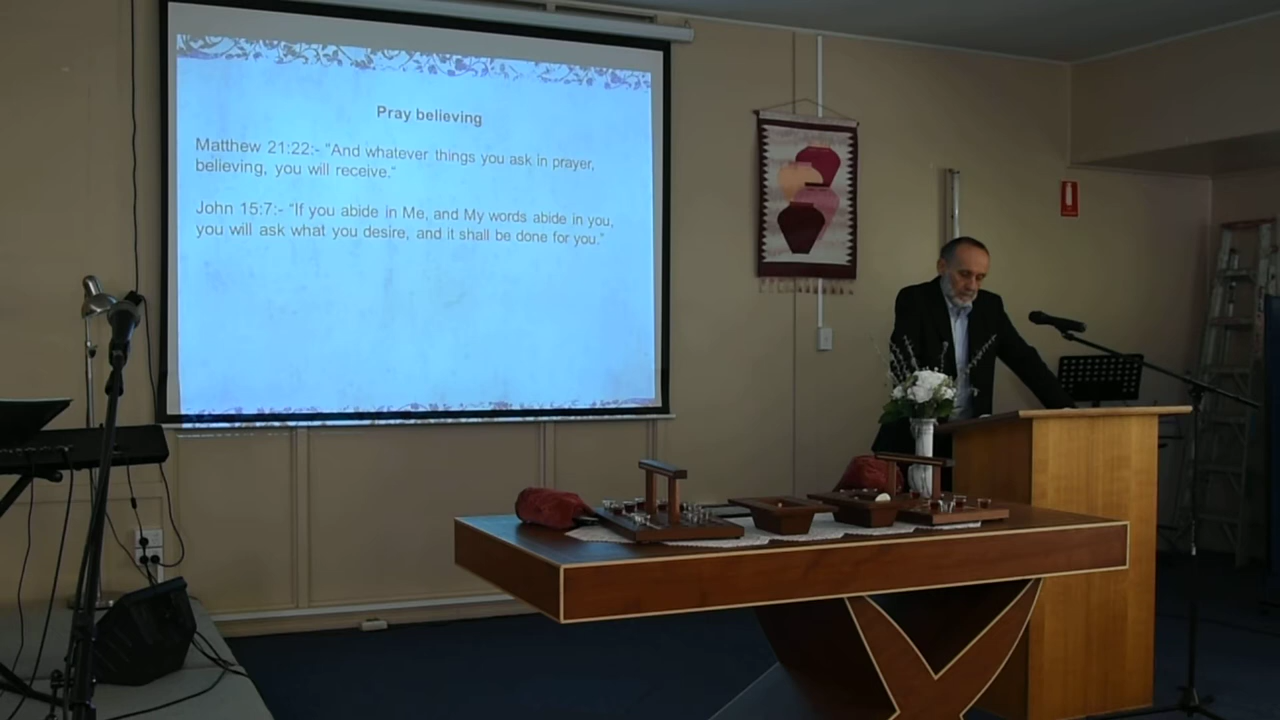 Pray believing
Matthew 21:22:- "And whatever things you ask in prayer,
believing, you will receive."
John 15:7:- "If you abide in Me, and My words abide in you,
you will ask what you desire, and it shall be done for you."